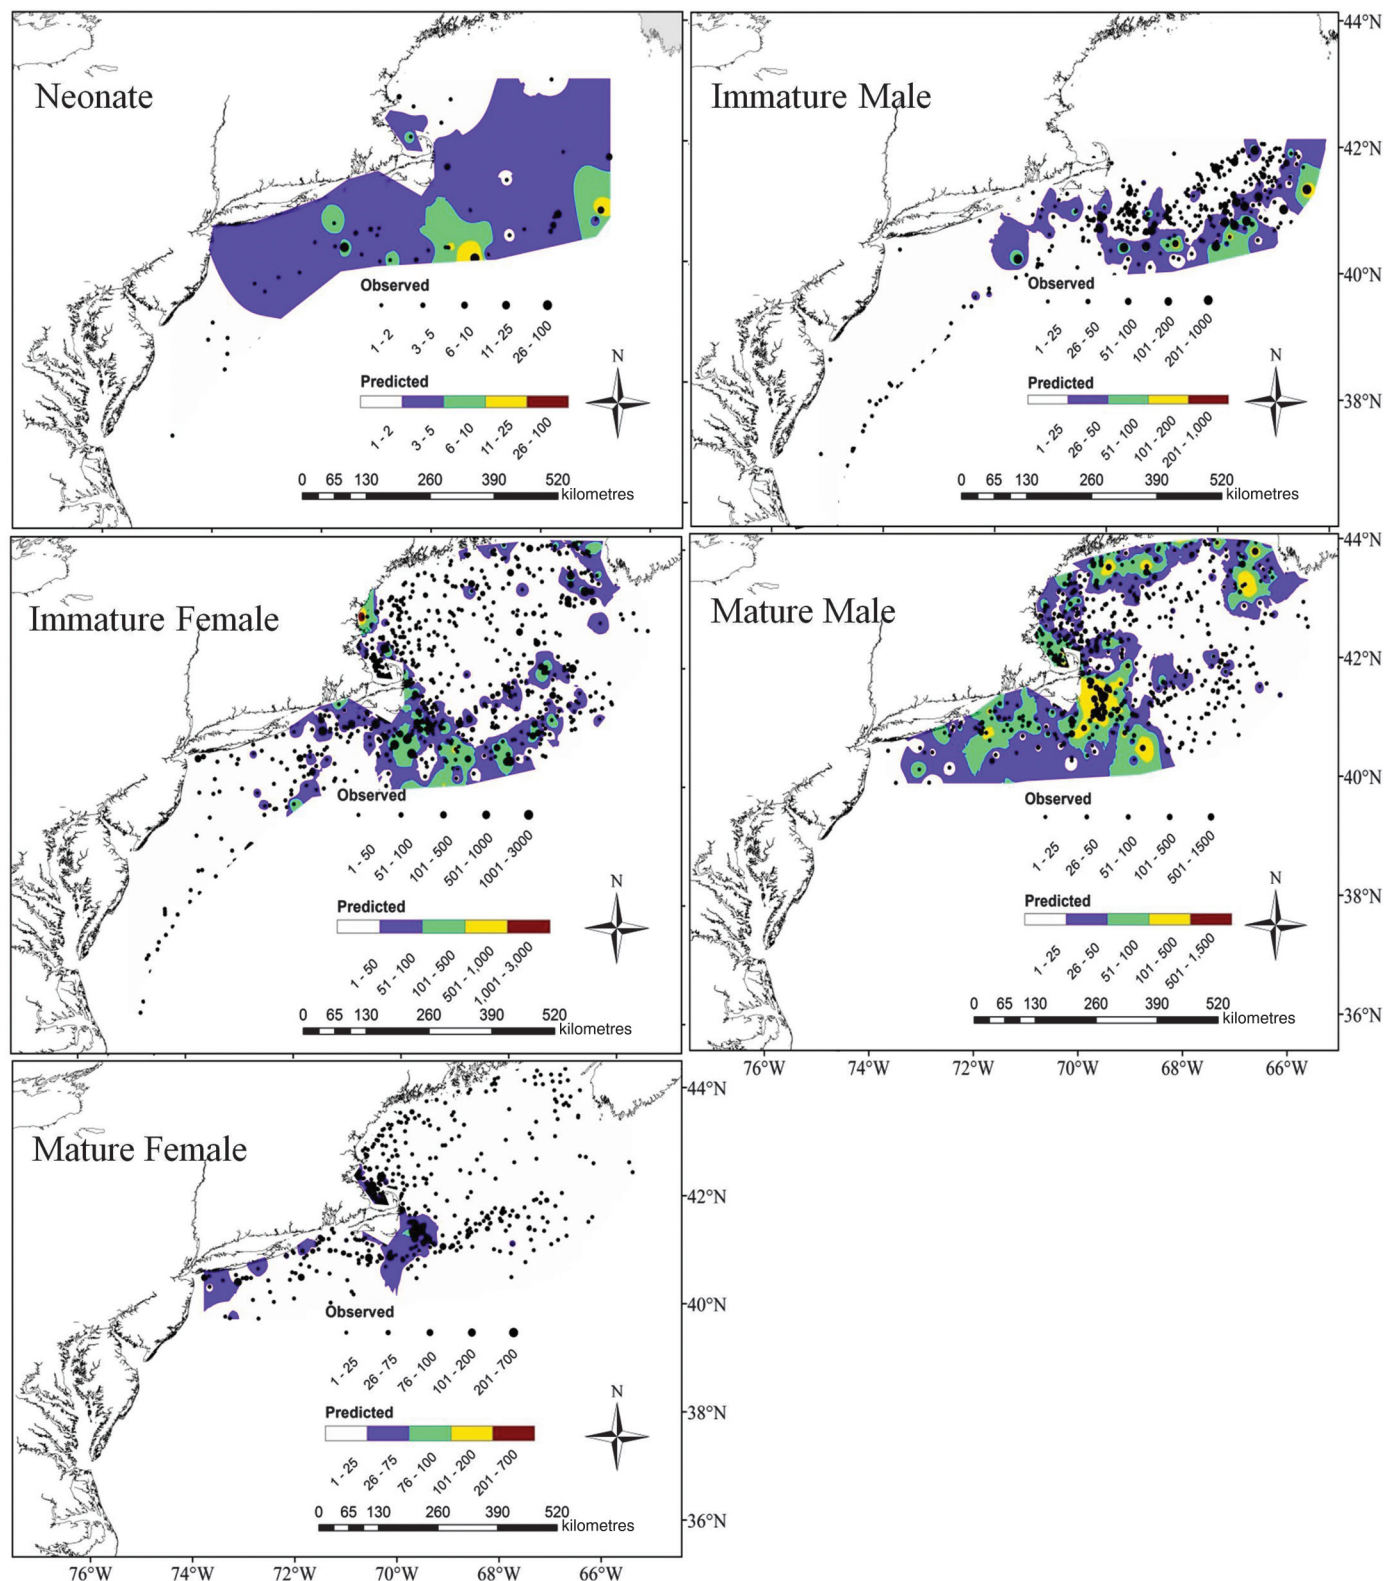 Neonate
Observed
1 - 2
3 - 5
6 - 10
11 - 25
26 - 100
N
Predicted
1 - 2
3 - 5
6 - 10
11 - 25
26 - 100
0 65 130 260 390 520
kilometres
Immature Male
44°N
42°N
40°N
38°N
Observed
1 - 25
26 - 50
51 - 100
101 - 200
201 - 1000
N
Predicted
1 - 25
26 - 50
51 - 100
101 - 200
201 - 1,000
0 65 130 260 390 520
kilometres
Immature Female
Observed
1 - 50
51 - 100
101 - 500
501 - 1000
1001 - 3000
N
Predicted
1 - 50
51 - 100
101 - 500
501 - 1,000
1,001 - 3,000
0 65 130 260 390 520
kilometres
Mature Male
44°N
42°N
40°N
38°N
36°N
Observed
1 - 25
26 - 50
51 - 100
101 - 500
501 - 1500
N
Predicted
1 - 25
26 - 50
51 - 100
101 - 500
501 - 1,500
0 65 130 260 390 520
kilometres
76°W 74°W 72°W 70°W 68°W 66°W
Mature Female
44°N
42°N
40°N
38°N
36°N
Observed
1 - 25
26 - 75
76 - 100
101 - 200
201 - 700
N
Predicted
1 - 25
26 - 75
76 - 100
101 - 200
201 - 700
0 65 130 260 390 520
kilometres
76°W 74°W 72°W 70°W 68°W 66°W